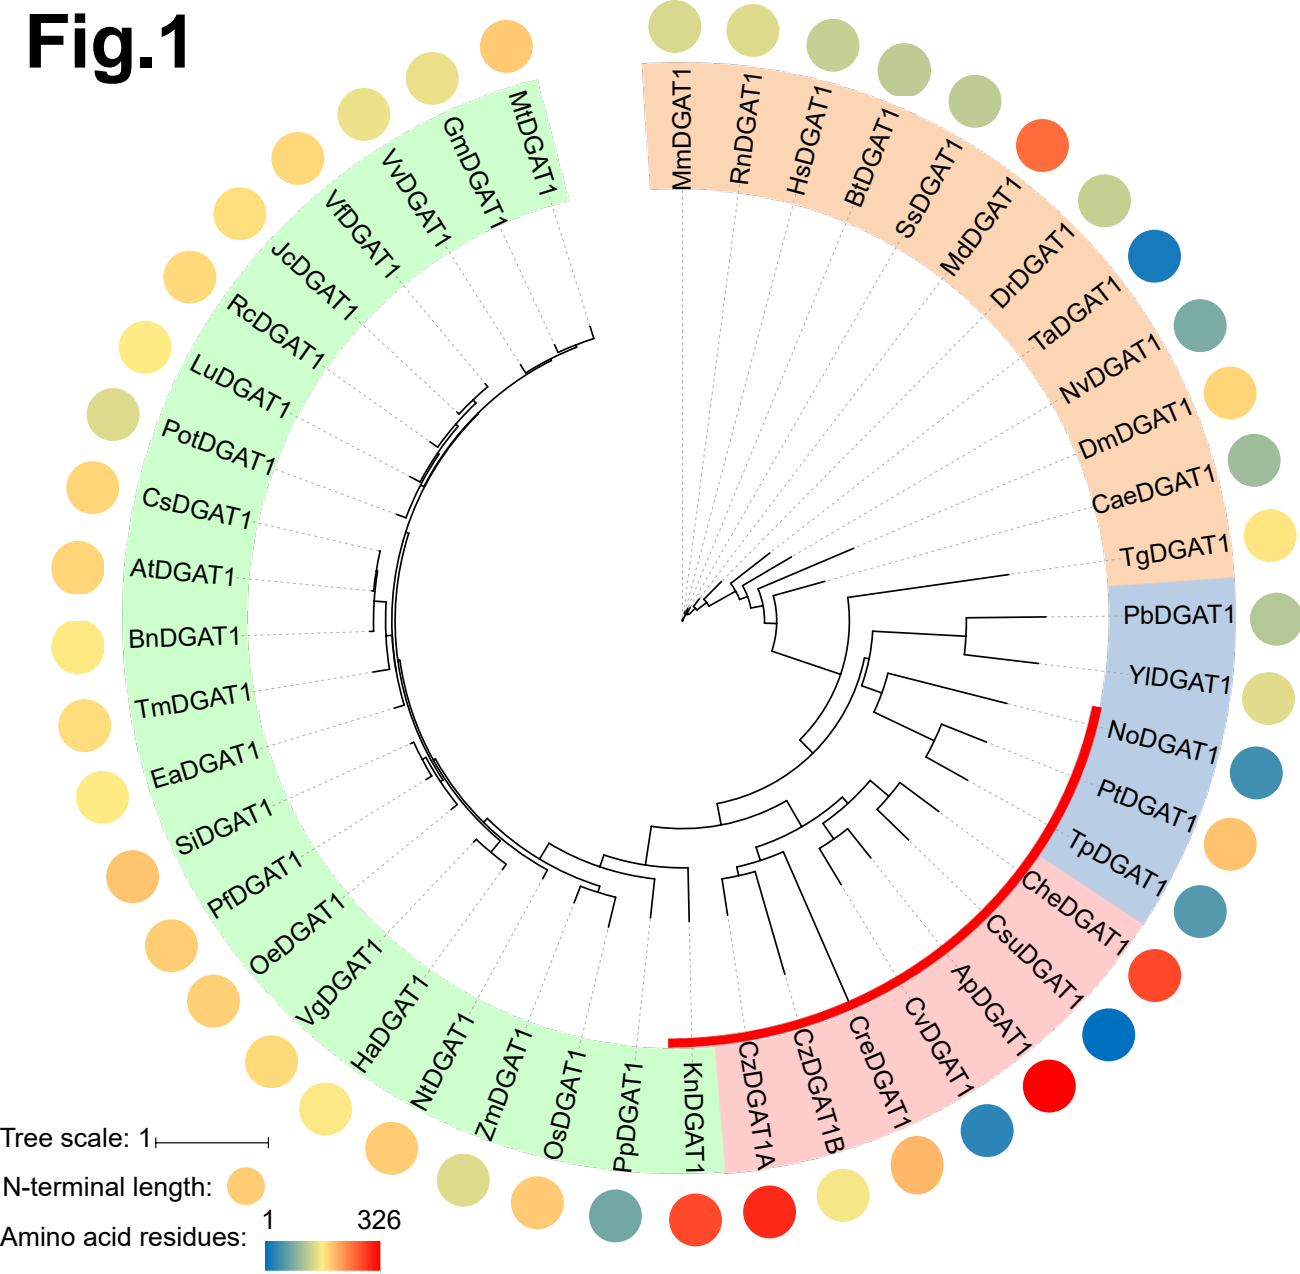 Fig.1
MmDGAT1
RnDGAT1
HsDGAT1
BtDGAT1
SsDGAT1
MdDGAT1
DrDGAT1
TaDGAT1
NvDGAT1
DmDGAT1
CaeDGAT1
TgDGAT1
PbDGAT1
YlDGAT1
NoDGAT1
PtDGAT1
TpDGAT1
CheDGAT1
CsuDGAT1
ApDGAT1
CvDGAT1
CreDGAT1
CzDGAT1B
CzDGAT1A
KnDGAT1
PpDGAT1
OsDGAT1
ZmDGAT1
NtDGAT1
HaDGAT1
VgDGAT1
OeDGAT1
PfDGAT1
SiDGAT1
EaDGAT1
TmDGAT1
BnDGAT1
AtDGAT1
CsDGAT1
PotDGAT1
LuDGAT1
RcDGAT1
JcDGAT1
VfDGAT1
VvDGAT1
GmDGAT1
MtDGAT1
Tree scale: 1
N-terminal length:
1 326
Amino acid residues: